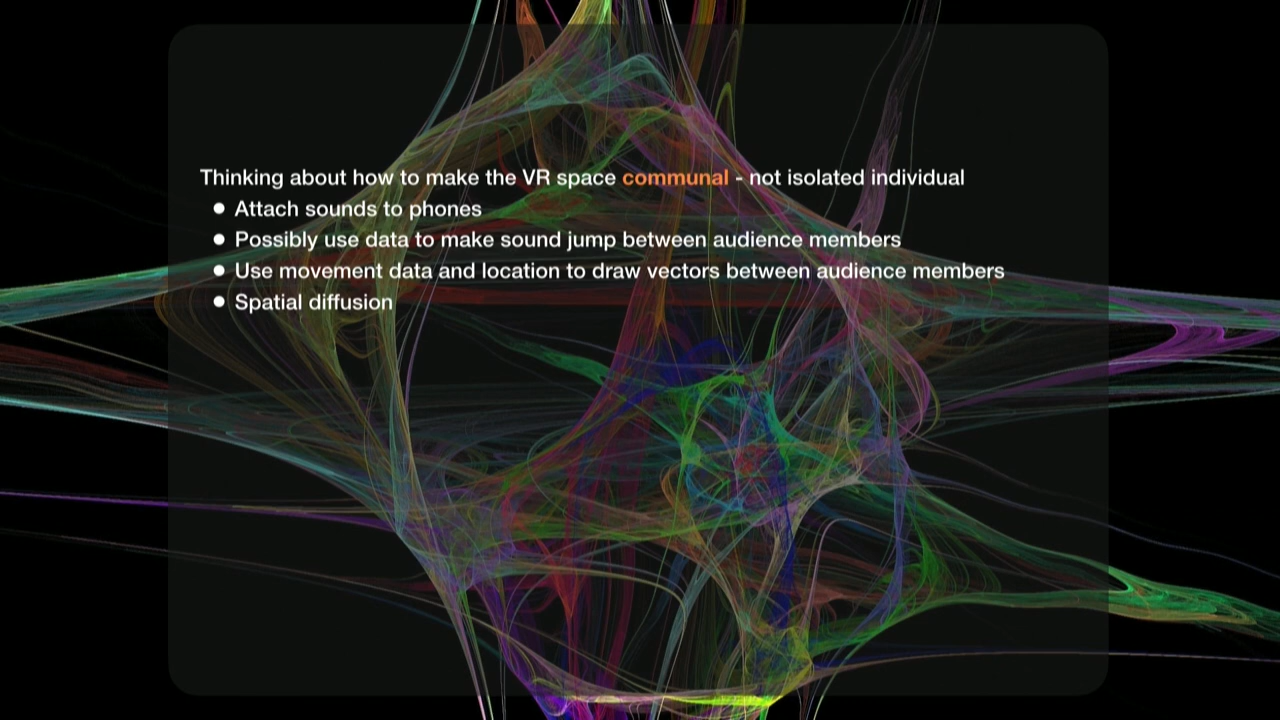 Thinking about how to make the VR space communal - not isolated individual
● Attach sounds to phones
● Possibly use data to make sound jump between audience members
● Use movement data and location to draw vectors between audience members
● Spatial diffusion